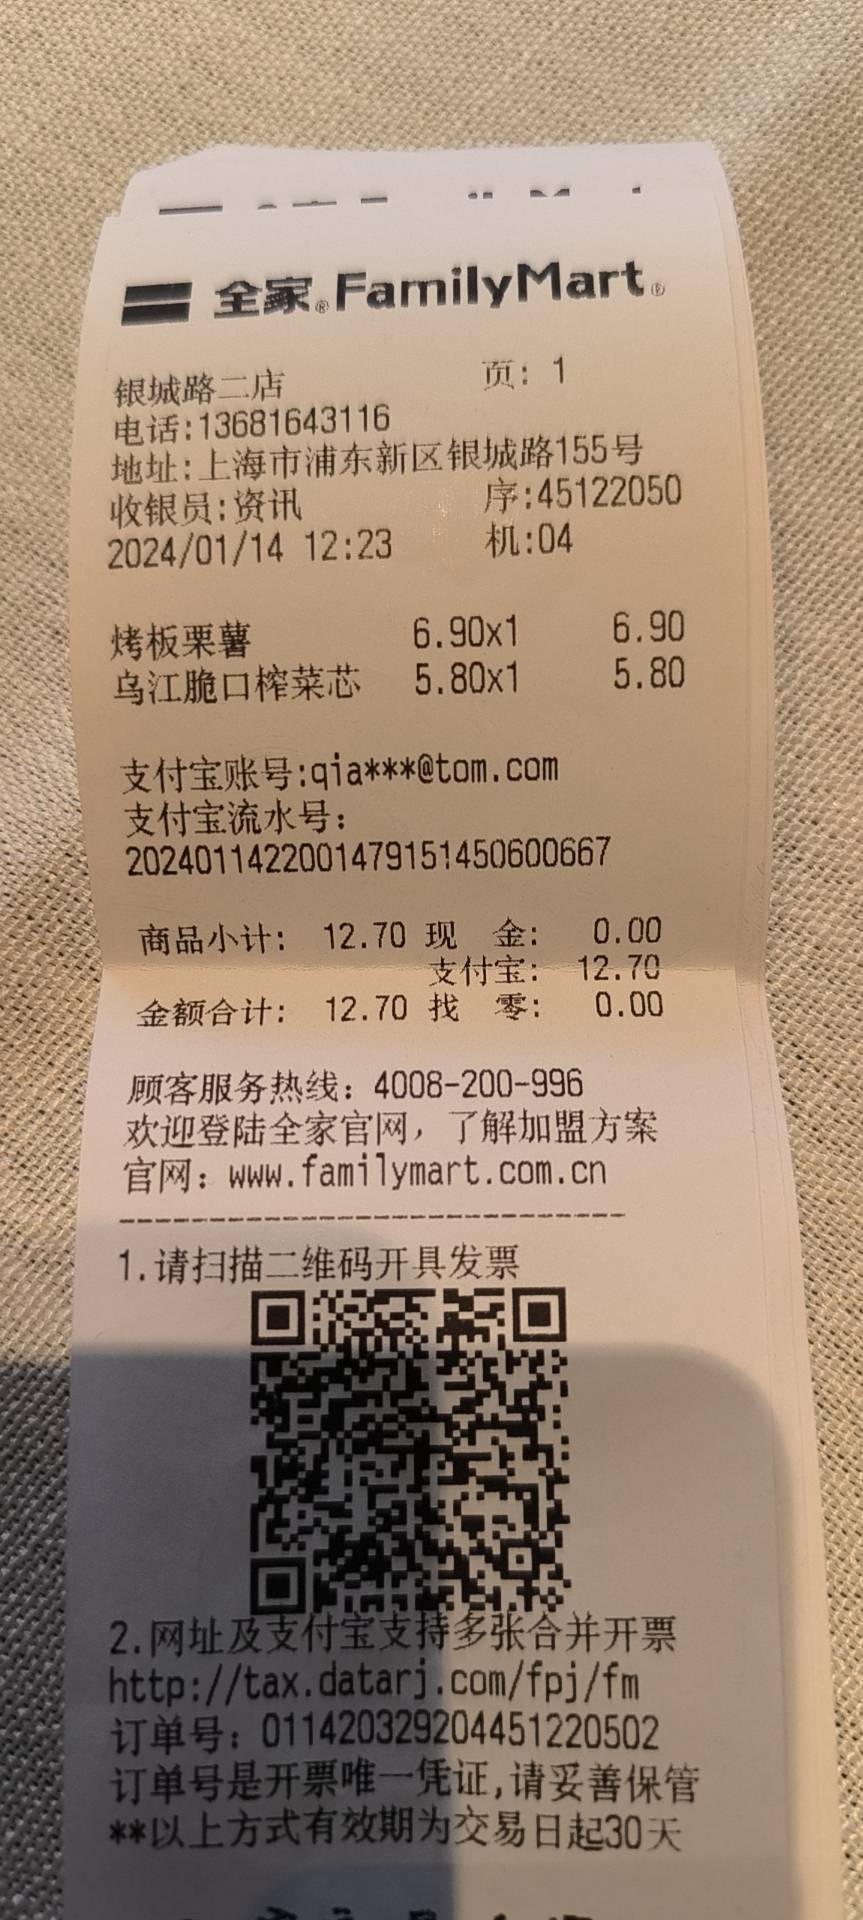 全家® FamilyMart®
银城路二店 页: 1
电话:13681643116
地址:上海市浦东新区银城路155号
收银员:资讯 序:45122050
2024/01/14 12:23 机:04
烤板栗薯 6.90x1 6.90
乌江脆口榨菜芯 5.80x1 5.80
支付宝账号:qia***@tom.com
支付宝流水号:
2024011422001479151450600667
商品小计: 12.70 现 金: 0.00
支付宝: 12.70
金额合计: 12.70 找 零: 0.00
顾客服务热线: 4008-200-996
欢迎登陆全家官网, 了解加盟方案
官网: www.familymart.com.cn
------------------------------
1.请扫描二维码开具发票
2.网址及支付宝支持多张合并开票
http://tax.datarj.com/fpj/fm
订单号: 011420329204451220502
订单号是开票唯一凭证,请妥善保管
**以上方式有效期为交易日起30天